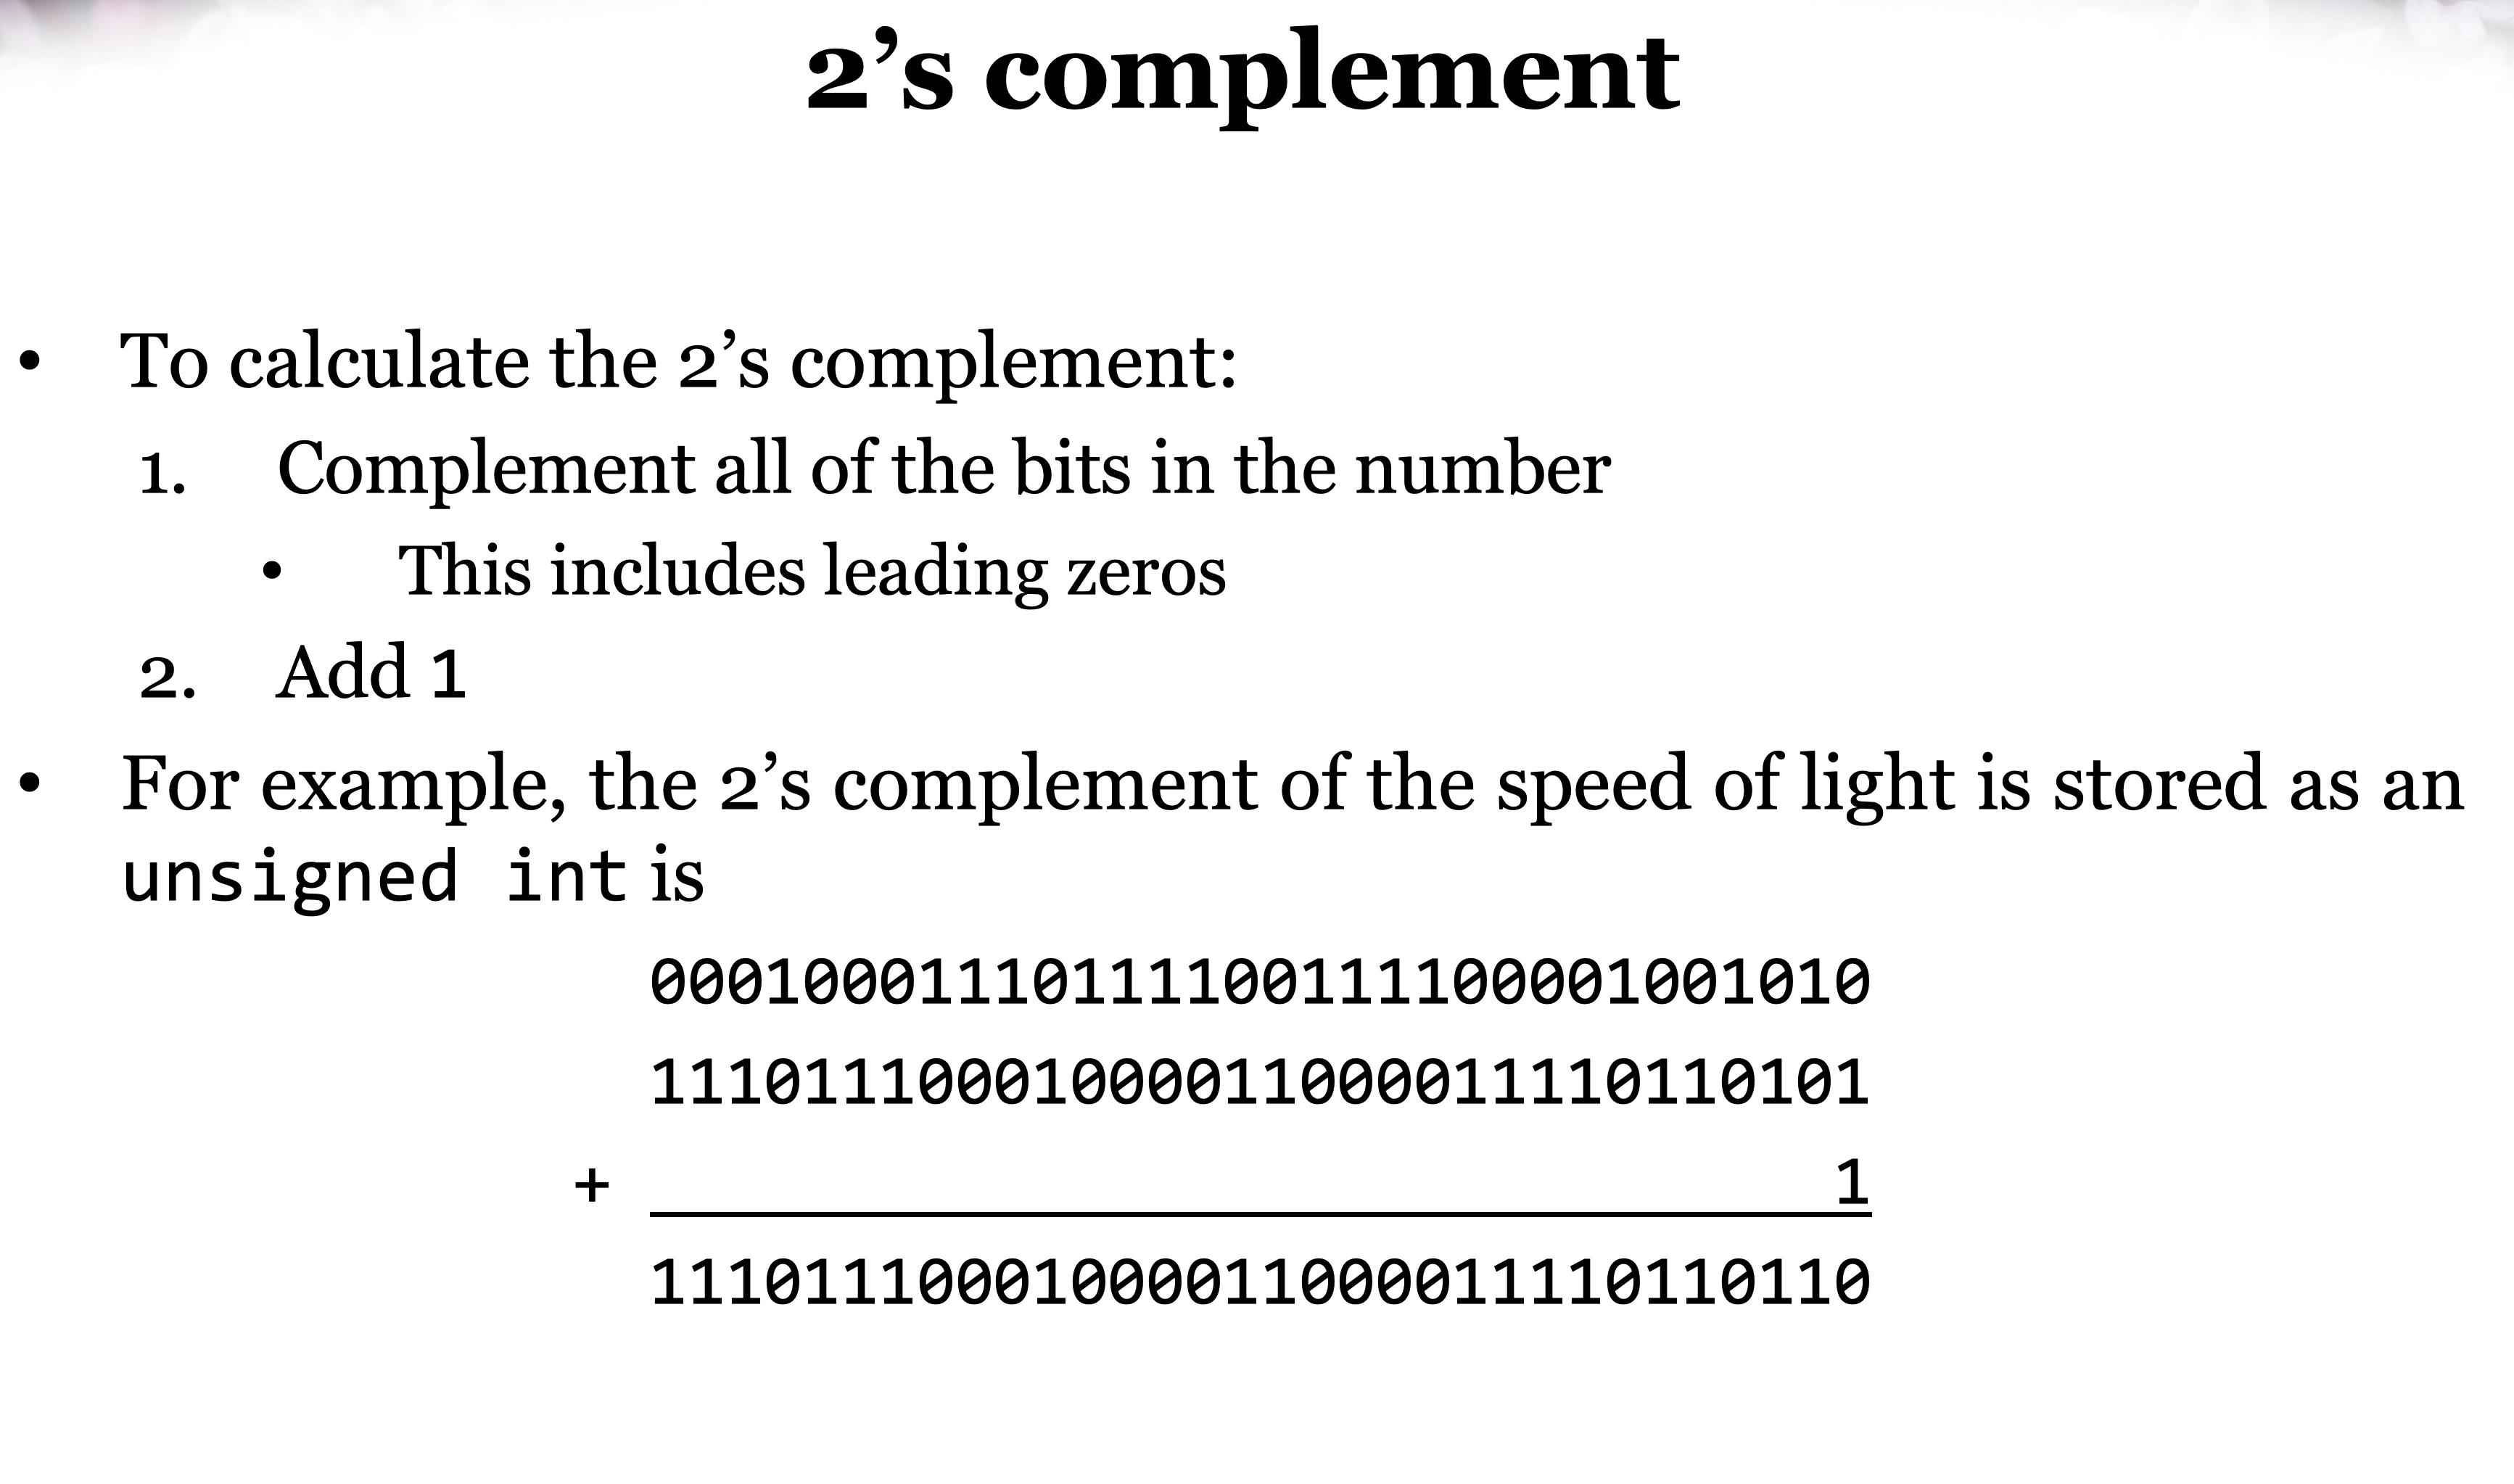 2’s complement
• To calculate the 2’s complement:
1. Complement all of the bits in the number
• This includes leading zeros
2. Add 1
• For example, the 2’s complement of the speed of light is stored as an
unsigned int is
00010001110111100111100001001010
11101110001000011000011110110101
+ 1
11101110001000011000011110110110